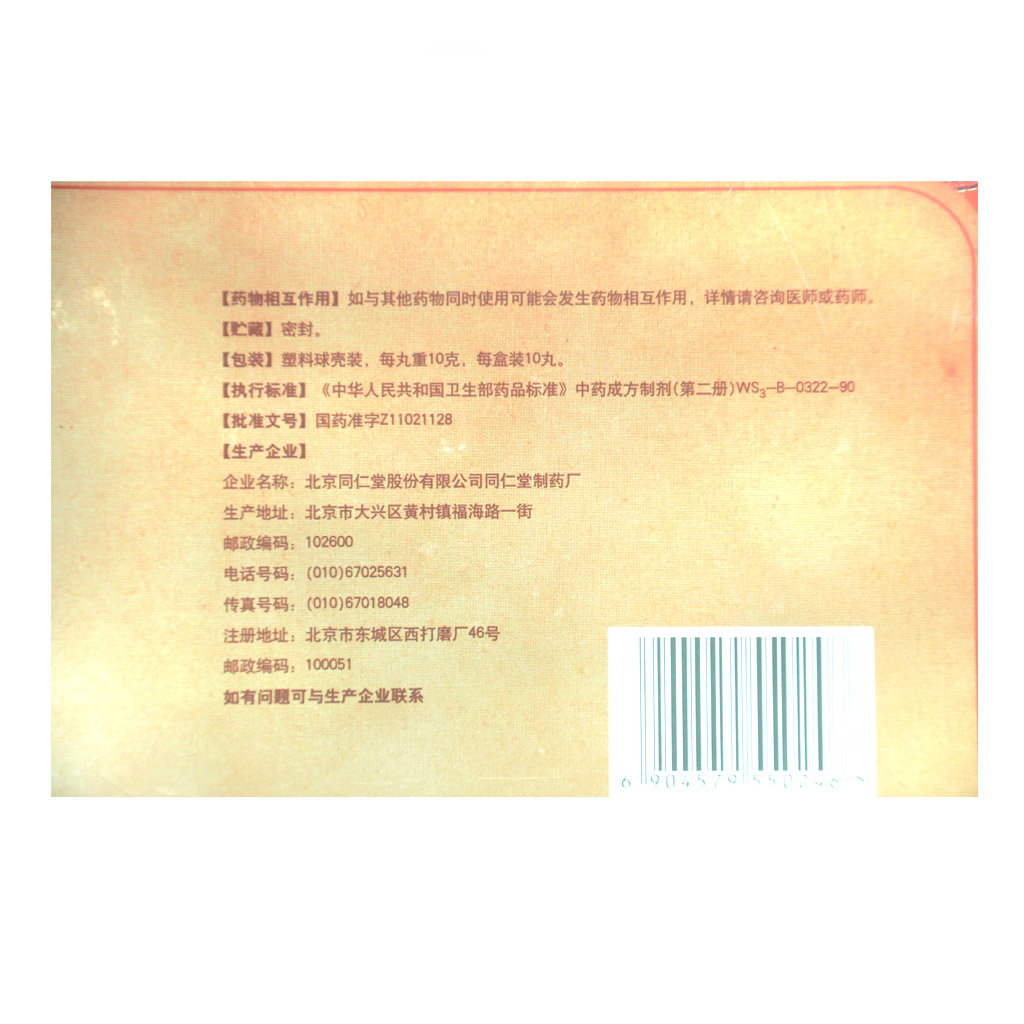 【药物相互作用】如与其他药物同时使用可能会发生药物相互作用，详情请咨询医师或药师。
【贮藏】密封。
【包装】塑料球壳装，每丸重10克，每盒装10丸。
【执行标准】《中华人民共和国卫生部药品标准》中药成方制剂(第二册)WS₃-B-0322-90
【批准文号】国药准字Z11021128
【生产企业】
企业名称：北京同仁堂股份有限公司同仁堂制药厂
生产地址：北京市大兴区黄村镇福海路一街
邮政编码：102600
电话号码：(010)67025631
传真号码：(010)67018048
注册地址：北京市东城区西打磨厂46号
邮政编码：100051
如有问题可与生产企业联系